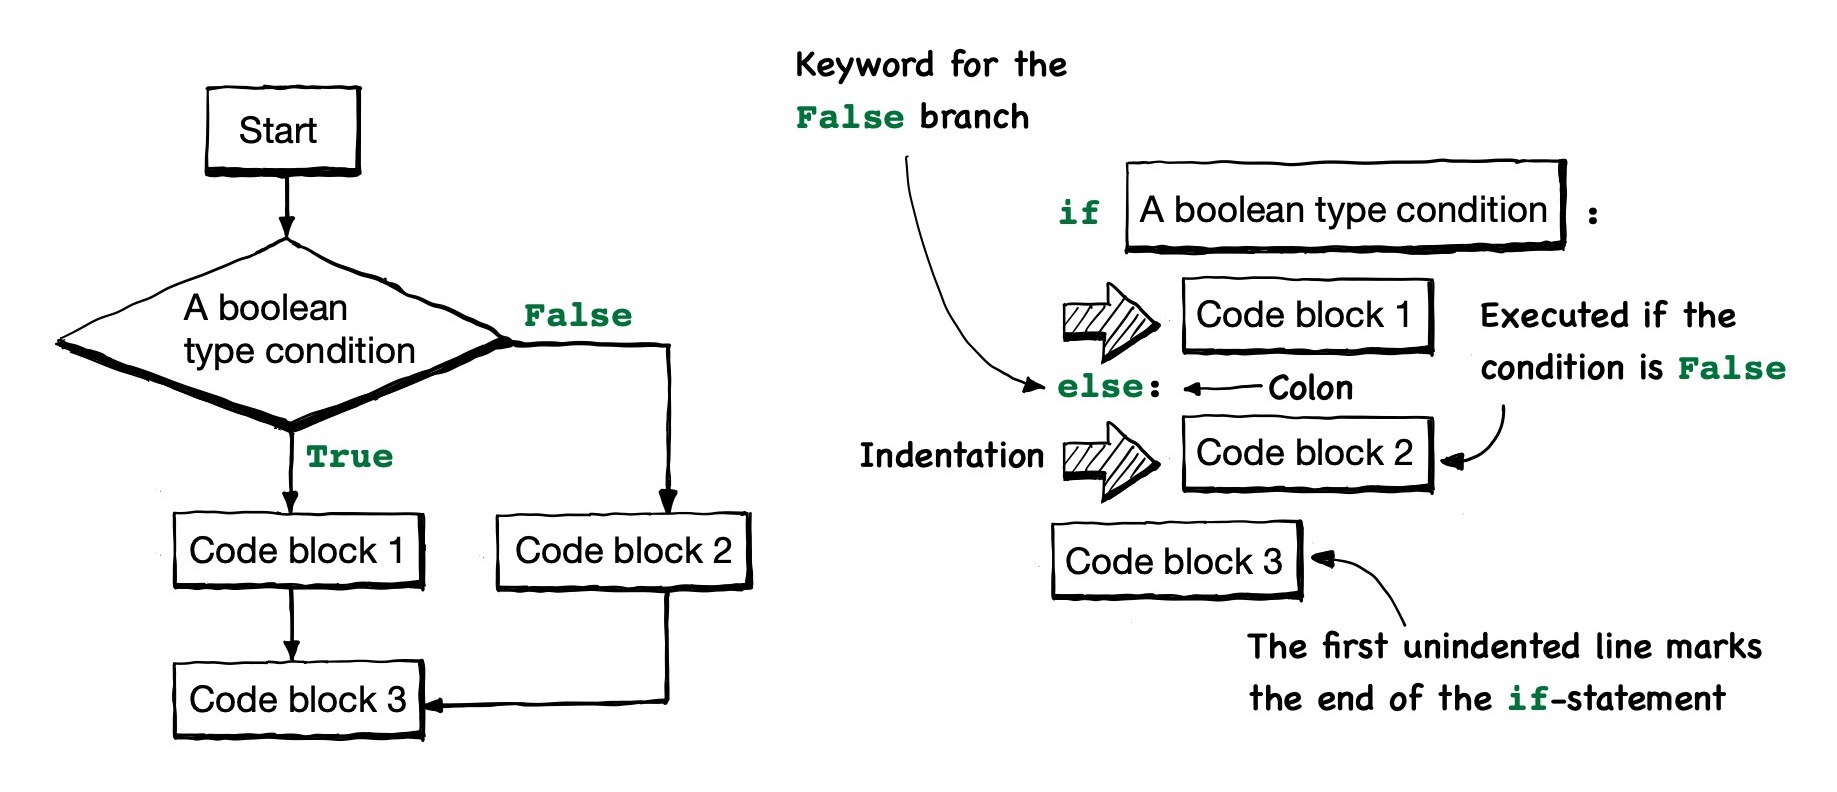 Start
A boolean
type condition
False
True
Code block 1
Code block 2
Code block 3
Keyword for the
False branch
if A boolean type condition :
Code block 1
else: Colon
Indentation Code block 2
Executed if the
condition is False
Code block 3
The first unindented line marks
the end of the if-statement